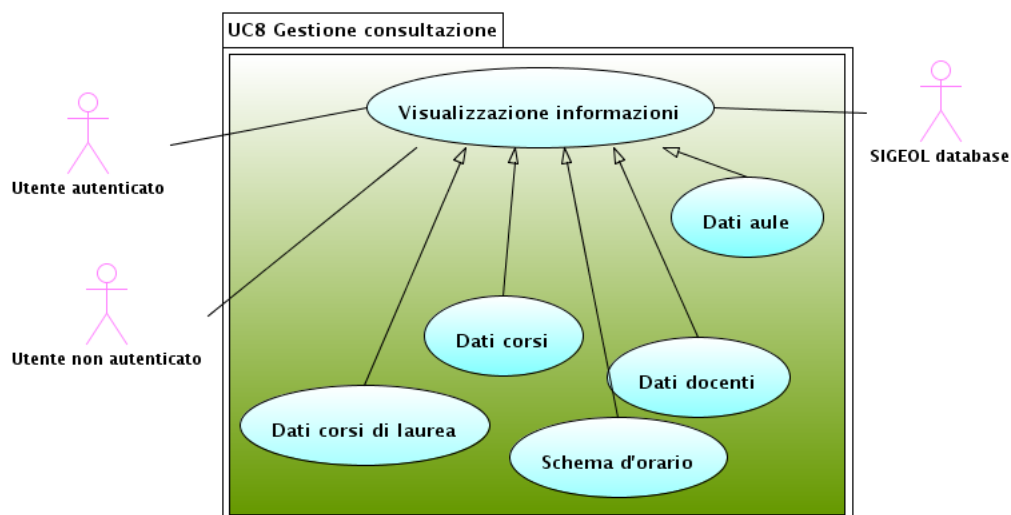 UC8 Gestione consultazione
Visualizzazione informazioni
Utente autenticato
SIGEOL database
Dati aule
Utente non autenticato
Dati corsi
Dati docenti
Dati corsi di laurea
Schema d'orario